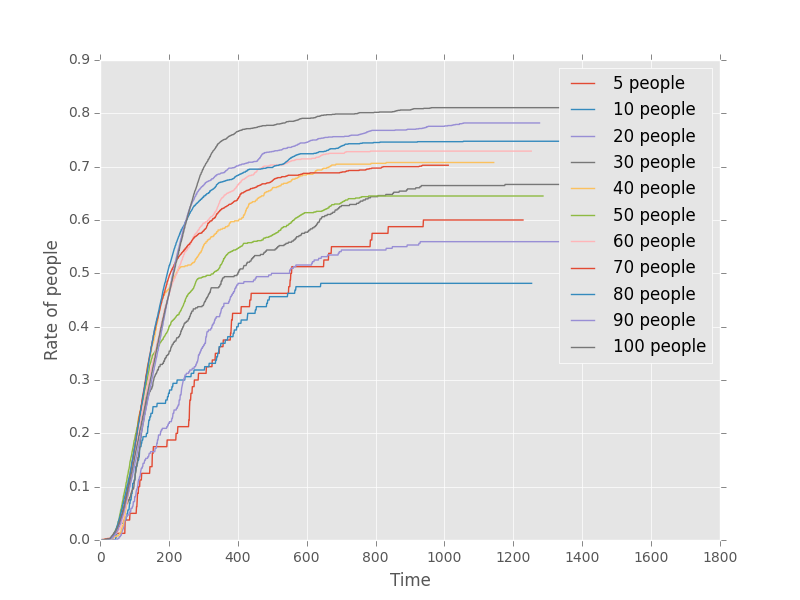 0.9
0.8
0.7
0.6
0.5
0.4
0.3
0.2
0.1
0.0
Rate of people
0 200 400 600 800 1000 1200 1400 1600 1800
Time
5 people
10 people
20 people
30 people
40 people
50 people
60 people
70 people
80 people
90 people
100 people